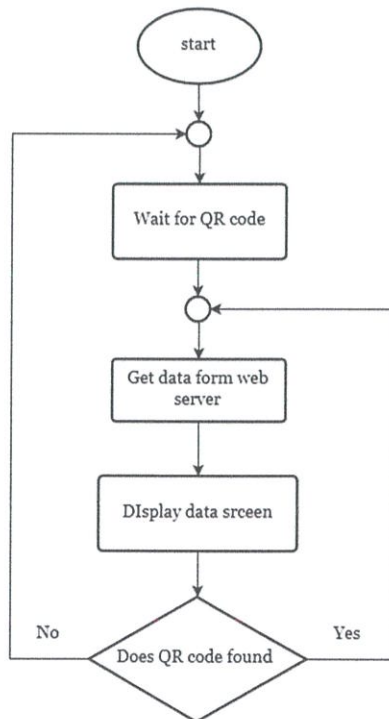 start
Wait for QR code
Get data form web
server
DIsplay data srceen
No
Yes
Does QR code found